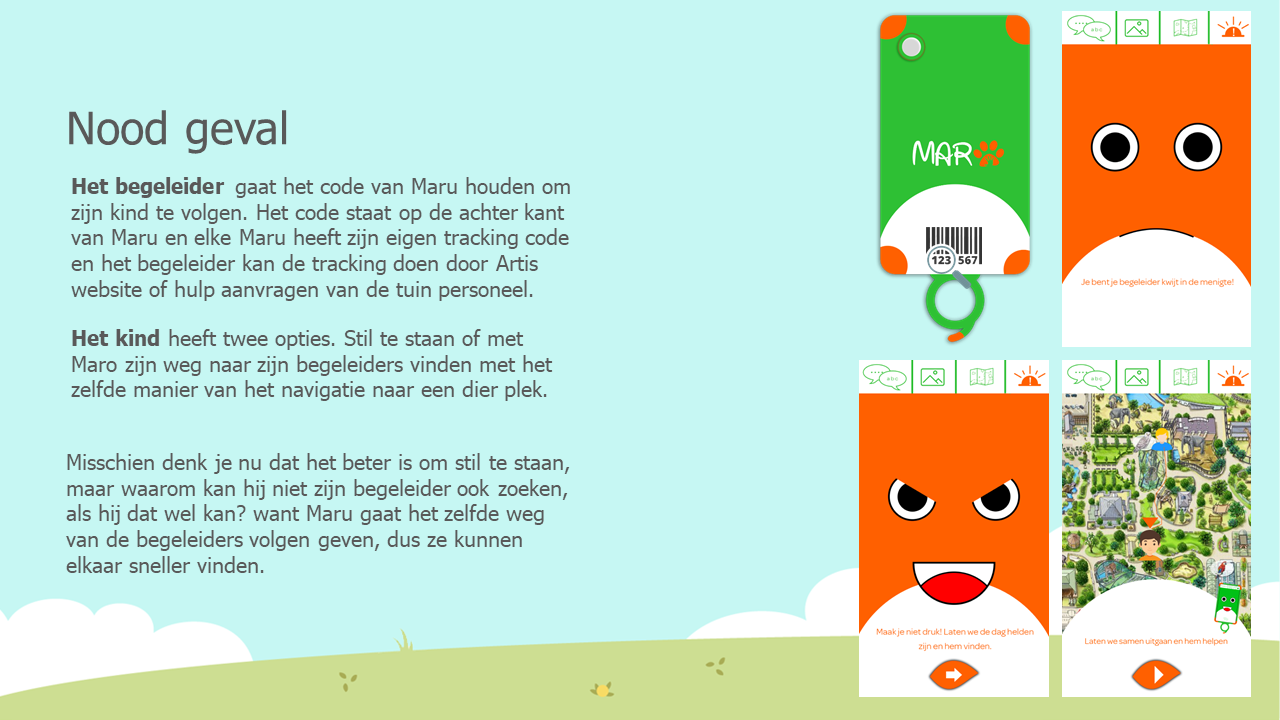 Nood geval
Het begeleider gaat het code van Maru houden om
zijn kind te volgen. Het code staat op de achter kant
van Maru en elke Maru heeft zijn eigen tracking code
en het begeleider kan de tracking doen door Artis
website of hulp aanvragen van de tuin personeel.
Het kind heeft twee opties. Stil te staan of met
Maro zijn weg naar zijn begeleiders vinden met het
zelfde manier van het navigatie naar een dier plek.
Misschien denk je nu dat het beter is om stil te staan,
maar waarom kan hij niet zijn begeleider ook zoeken,
als hij dat wel kan? want Maru gaat het zelfde weg
van de begeleiders volgen geven, dus ze kunnen
elkaar sneller vinden.
MAR
123 567
abc
Je bent je begeleider kwijt in de menigte!
abc
Maak je niet druk! Laten we de dag helden
zijn en hem vinden.
abc
Laten we samen uitgaan en hem helpen